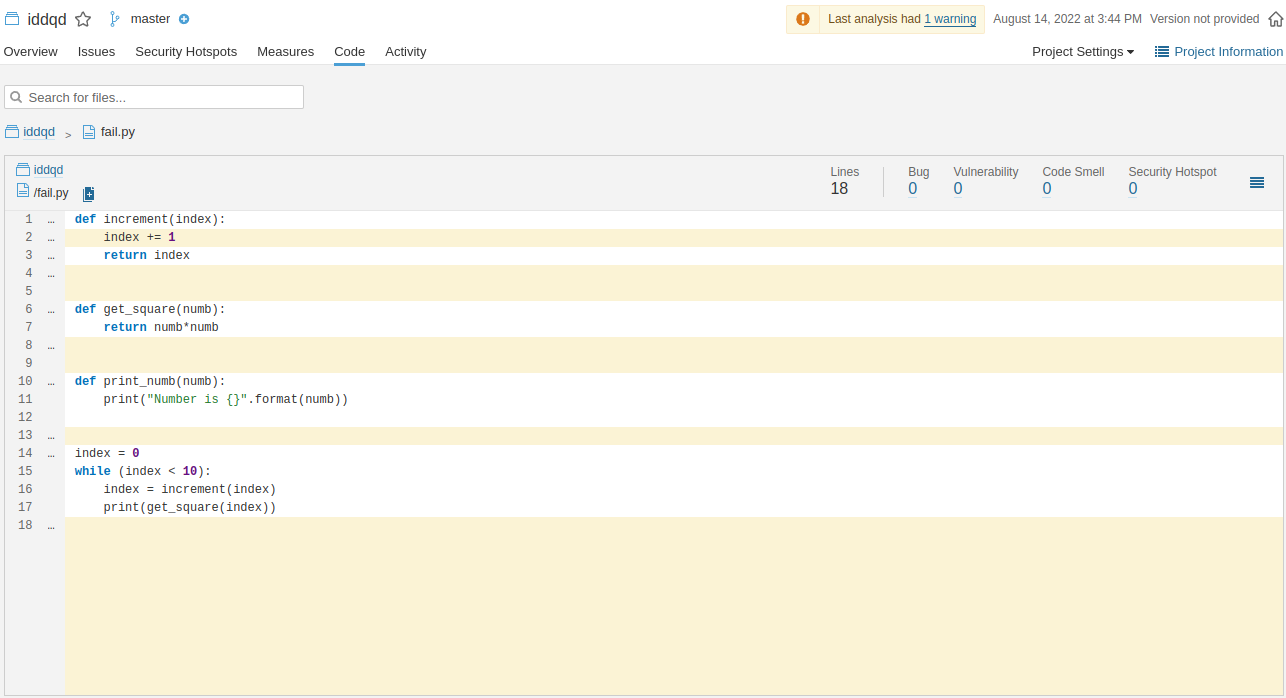 iddqd master Last analysis had 1 warning August 14, 2022 at 3:44 PM Version not provided
Overview Issues Security Hotspots Measures Code Activity Project Settings Project Information
Search for files...
iddqd > fail.py
iddqd
/fail.py
Lines Bug Vulnerability Code Smell Security Hotspot
18 0 0 0 0
1 … def increment(index):
2 …     index += 1
3 …     return index
4 …
5
6 … def get_square(numb):
7     return numb*numb
8 …
9
10 … def print_numb(numb):
11     print("Number is {}".format(numb))
12
13 …
14 … index = 0
15 while (index < 10):
16     index = increment(index)
17     print(get_square(index))
18 …